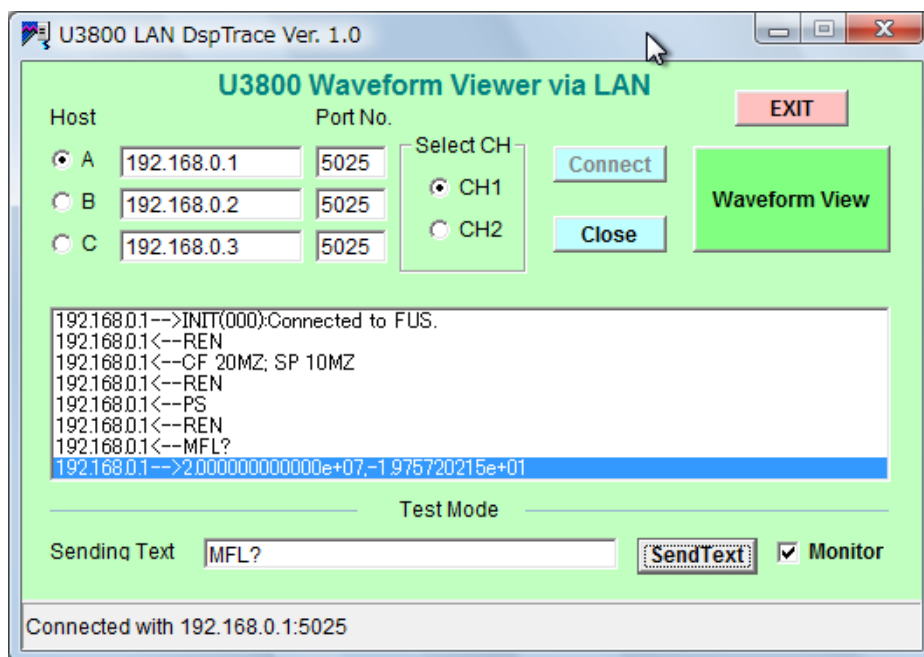 U3800 LAN DspTrace Ver. 1.0
U3800 Waveform Viewer via LAN
EXIT
Host
Port No.
A 192.168.0.1 5025
B 192.168.0.2 5025
C 192.168.0.3 5025
Select CH
CH1
CH2
Connect
Close
Waveform View
192.168.0.1-->INIT(000):Connected to FUS.
192.168.0.1<--REN
192.168.0.1<--CF 20MZ; SP 10MZ
192.168.0.1<--REN
192.168.0.1<--PS
192.168.0.1<--REN
192.168.0.1<--MFL?
192.168.0.1-->2.000000000000e+07,-1.975720215e+01
Test Mode
Sending Text MFL? SendText Monitor
Connected with 192.168.0.1:5025